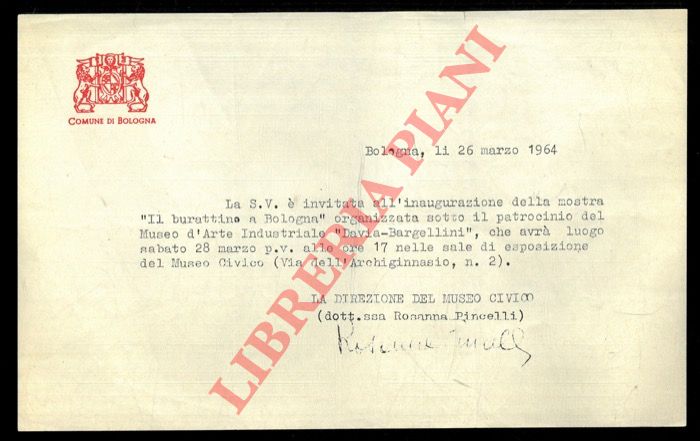 COMUNE DI BOLOGNA
Bologna, li 26 marzo 1964
La S.V. è invitata all'inaugurazione della mostra
"Il burattino a Bologna" organizzata sotto il patrocinio del
Museo d'Arte Industriale "Davia-Bargellini", che avrà luogo
sabato 28 marzo p.v. alle ore 17 nelle sale di esposizione
del Museo Civico (Via dell'Archiginnasio, n. 2).
LA DIREZIONE DEL MUSEO CIVICO
(dott.ssa Rosanna Pincelli)
Rosanna Pincelli
LIBRERIA PIANI